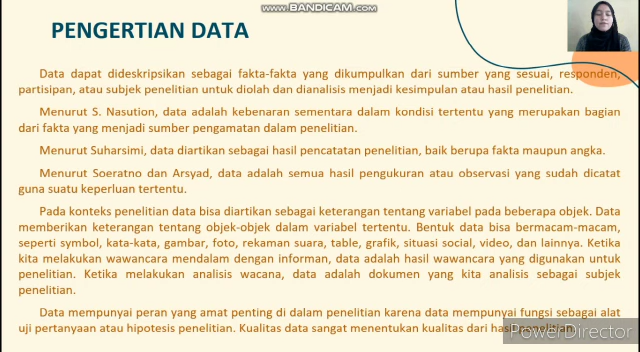 www.BANDICAM.com
PENGERTIAN DATA
Data dapat dideskripsikan sebagai fakta-fakta yang dikumpulkan dari sumber yang sesuai, responden,
partisipan, atau subjek penelitian untuk diolah dan dianalisis menjadi kesimpulan atau hasil penelitian.
Menurut S. Nasution, data adalah kebenaran sementara dalam kondisi tertentu yang merupakan bagian
dari fakta yang menjadi sumber pengamatan dalam penelitian.
Menurut Suharsimi, data diartikan sebagai hasil pencatatan penelitian, baik berupa fakta maupun angka.
Menurut Soeratno dan Arsyad, data adalah semua hasil pengukuran atau observasi yang sudah dicatat
guna suatu keperluan tertentu.
Pada konteks penelitian data bisa diartikan sebagai keterangan tentang variabel pada beberapa objek. Data
memberikan keterangan tentang objek-objek dalam variabel tertentu. Bentuk data bisa bermacam-macam,
seperti symbol, kata-kata, gambar, foto, rekaman suara, table, grafik, situasi social, video, dan lainnya. Ketika
kita melakukan wawancara mendalam dengan informan, data adalah hasil wawancara yang digunakan untuk
penelitian. Ketika melakukan analisis wacana, data adalah dokumen yang kita analisis sebagai subjek
penelitian.
Data mempunyai peran yang amat penting di dalam penelitian karena data mempunyai fungsi sebagai alat
uji pertanyaan atau hipotesis penelitian. Kualitas data sangat menentukan kualitas dari hasil penelitian.
PowerDirector